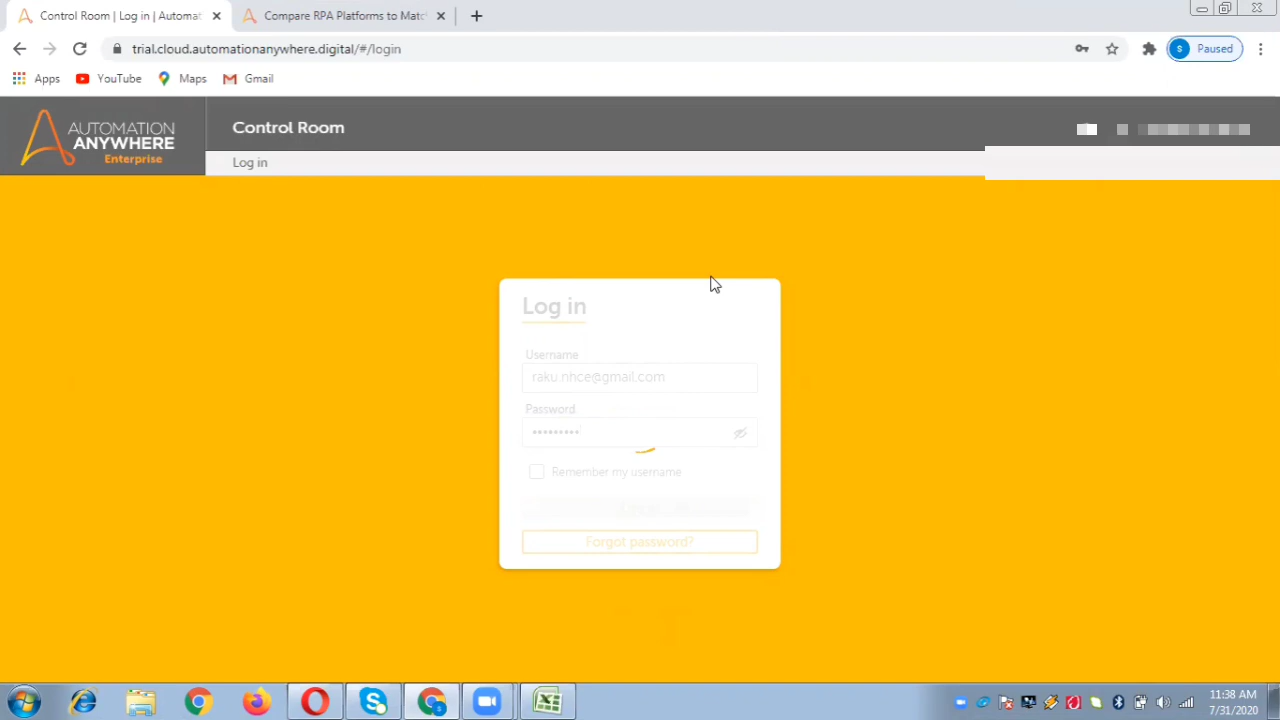 Control Room | Log in | Automat
Compare RPA Platforms to Matc
trial.cloud.automationanywhere.digital/#/login
S
Paused
Apps
YouTube
Maps
Gmail
AUTOMATION
ANYWHERE
Enterprise
Control Room
Log in
Log in
Username
raku.nhce@gmail.com
Password
•••••••••
Remember my username
Forgot password?
11:38 AM
7/31/2020